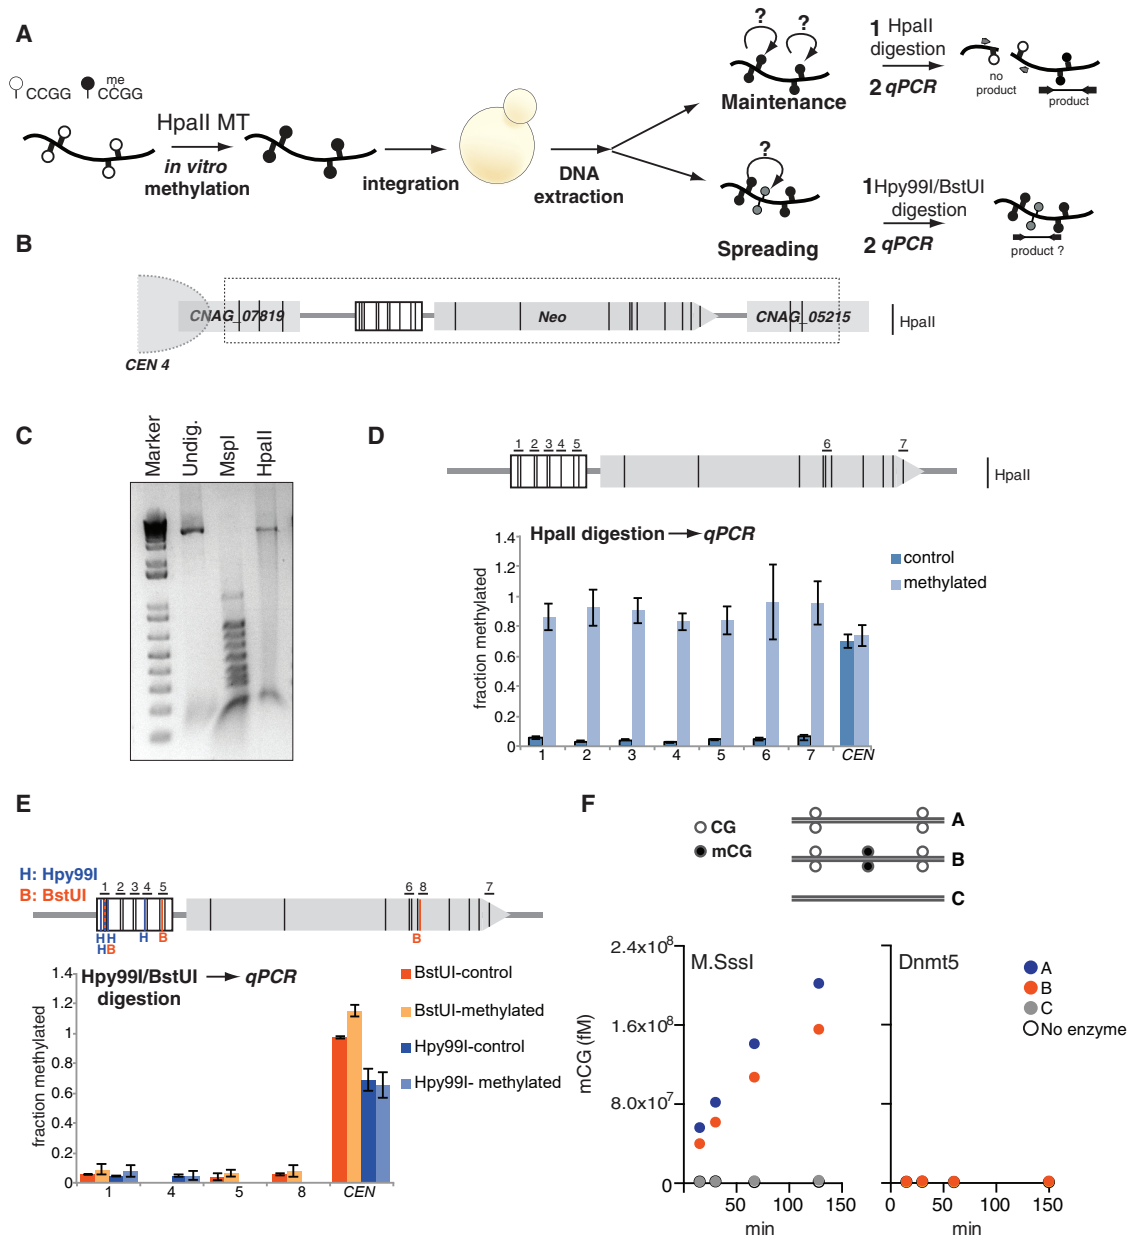 A
CCGG
me
CCGG
HpaII MT
in vitro
methylation
integration
DNA
extraction
?
?
Maintenance
1 HpaII
digestion
2 qPCR
no
product
product
?
Spreading
1 Hpy99I/BstUI
digestion
2 qPCR
product ?
B
CNAG_07819
Neo
CNAG_05215
HpaII
CEN 4
C
Marker
Undig.
MspI
HpaII
D
1 2 3 4 5 6 7
HpaII
HpaII digestion → qPCR
control
methylated
fraction methylated
1.4
1.2
1
0.8
0.6
0.4
0.2
0
1 2 3 4 5 6 7 CEN
E
H: Hpy99I
B: BstUI
1 2 3 4 5 6 8 7
H H H B B
H B
Hpy99I/BstUI → qPCR
digestion
BstUI-control
BstUI-methylated
Hpy99I-control
Hpy99I- methylated
fraction methylated
1.4
1.2
1
0.8
0.6
0.4
0.2
0
1 4 5 8 CEN
F
CG
mCG
A
B
C
M.SssI
Dnmt5
A
B
C
No enzyme
mCG (fM)
2.4x10⁸
1.6x10⁸
8.0x10⁷
0
50 100 150
min
0 50 100 150
min